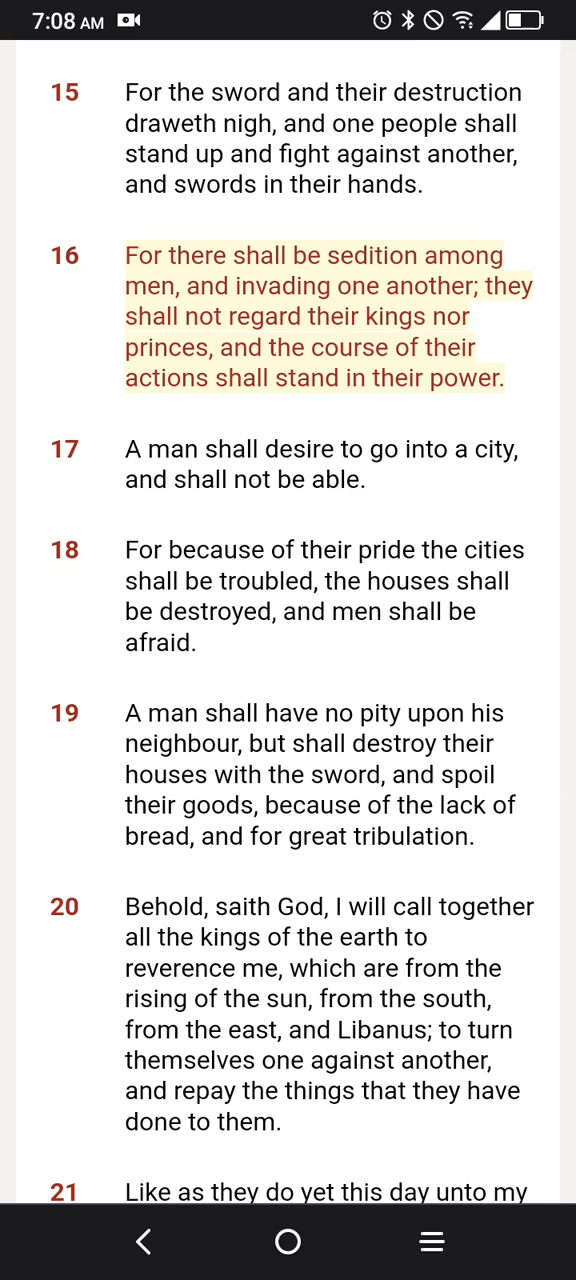 7:08 AM
15 For the sword and their destruction
draweth nigh, and one people shall
stand up and fight against another,
and swords in their hands.
16 For there shall be sedition among
men, and invading one another; they
shall not regard their kings nor
princes, and the course of their
actions shall stand in their power.
17 A man shall desire to go into a city,
and shall not be able.
18 For because of their pride the cities
shall be troubled, the houses shall
be destroyed, and men shall be
afraid.
19 A man shall have no pity upon his
neighbour, but shall destroy their
houses with the sword, and spoil
their goods, because of the lack of
bread, and for great tribulation.
20 Behold, saith God, I will call together
all the kings of the earth to
reverence me, which are from the
rising of the sun, from the south,
from the east, and Libanus; to turn
themselves one against another,
and repay the things that they have
done to them.
21 Like as they do yet this day unto my